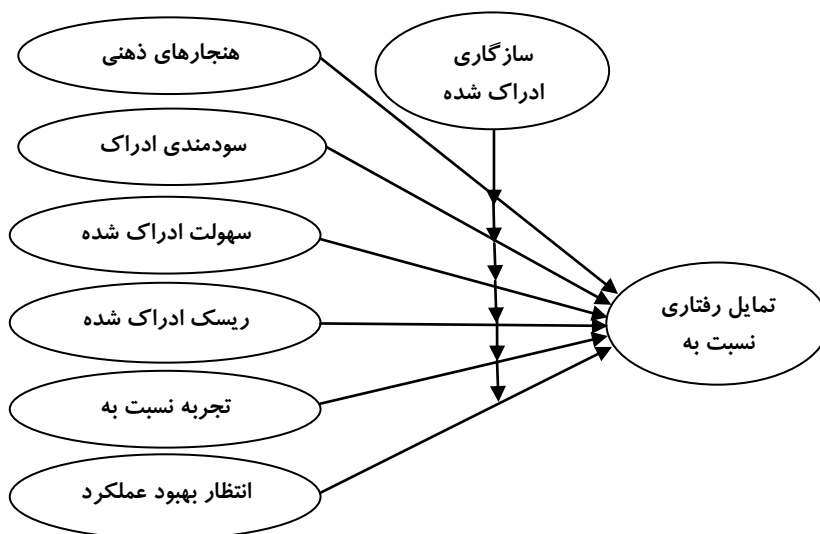 هنجارهای ذهنی
سازگاری
ادراک شده
سودمندی ادراک
سهولت ادراک شده
ریسک ادراک شده
تمایل رفتاری
نسبت به
تجربه نسبت به
انتظار بهبود عملکرد